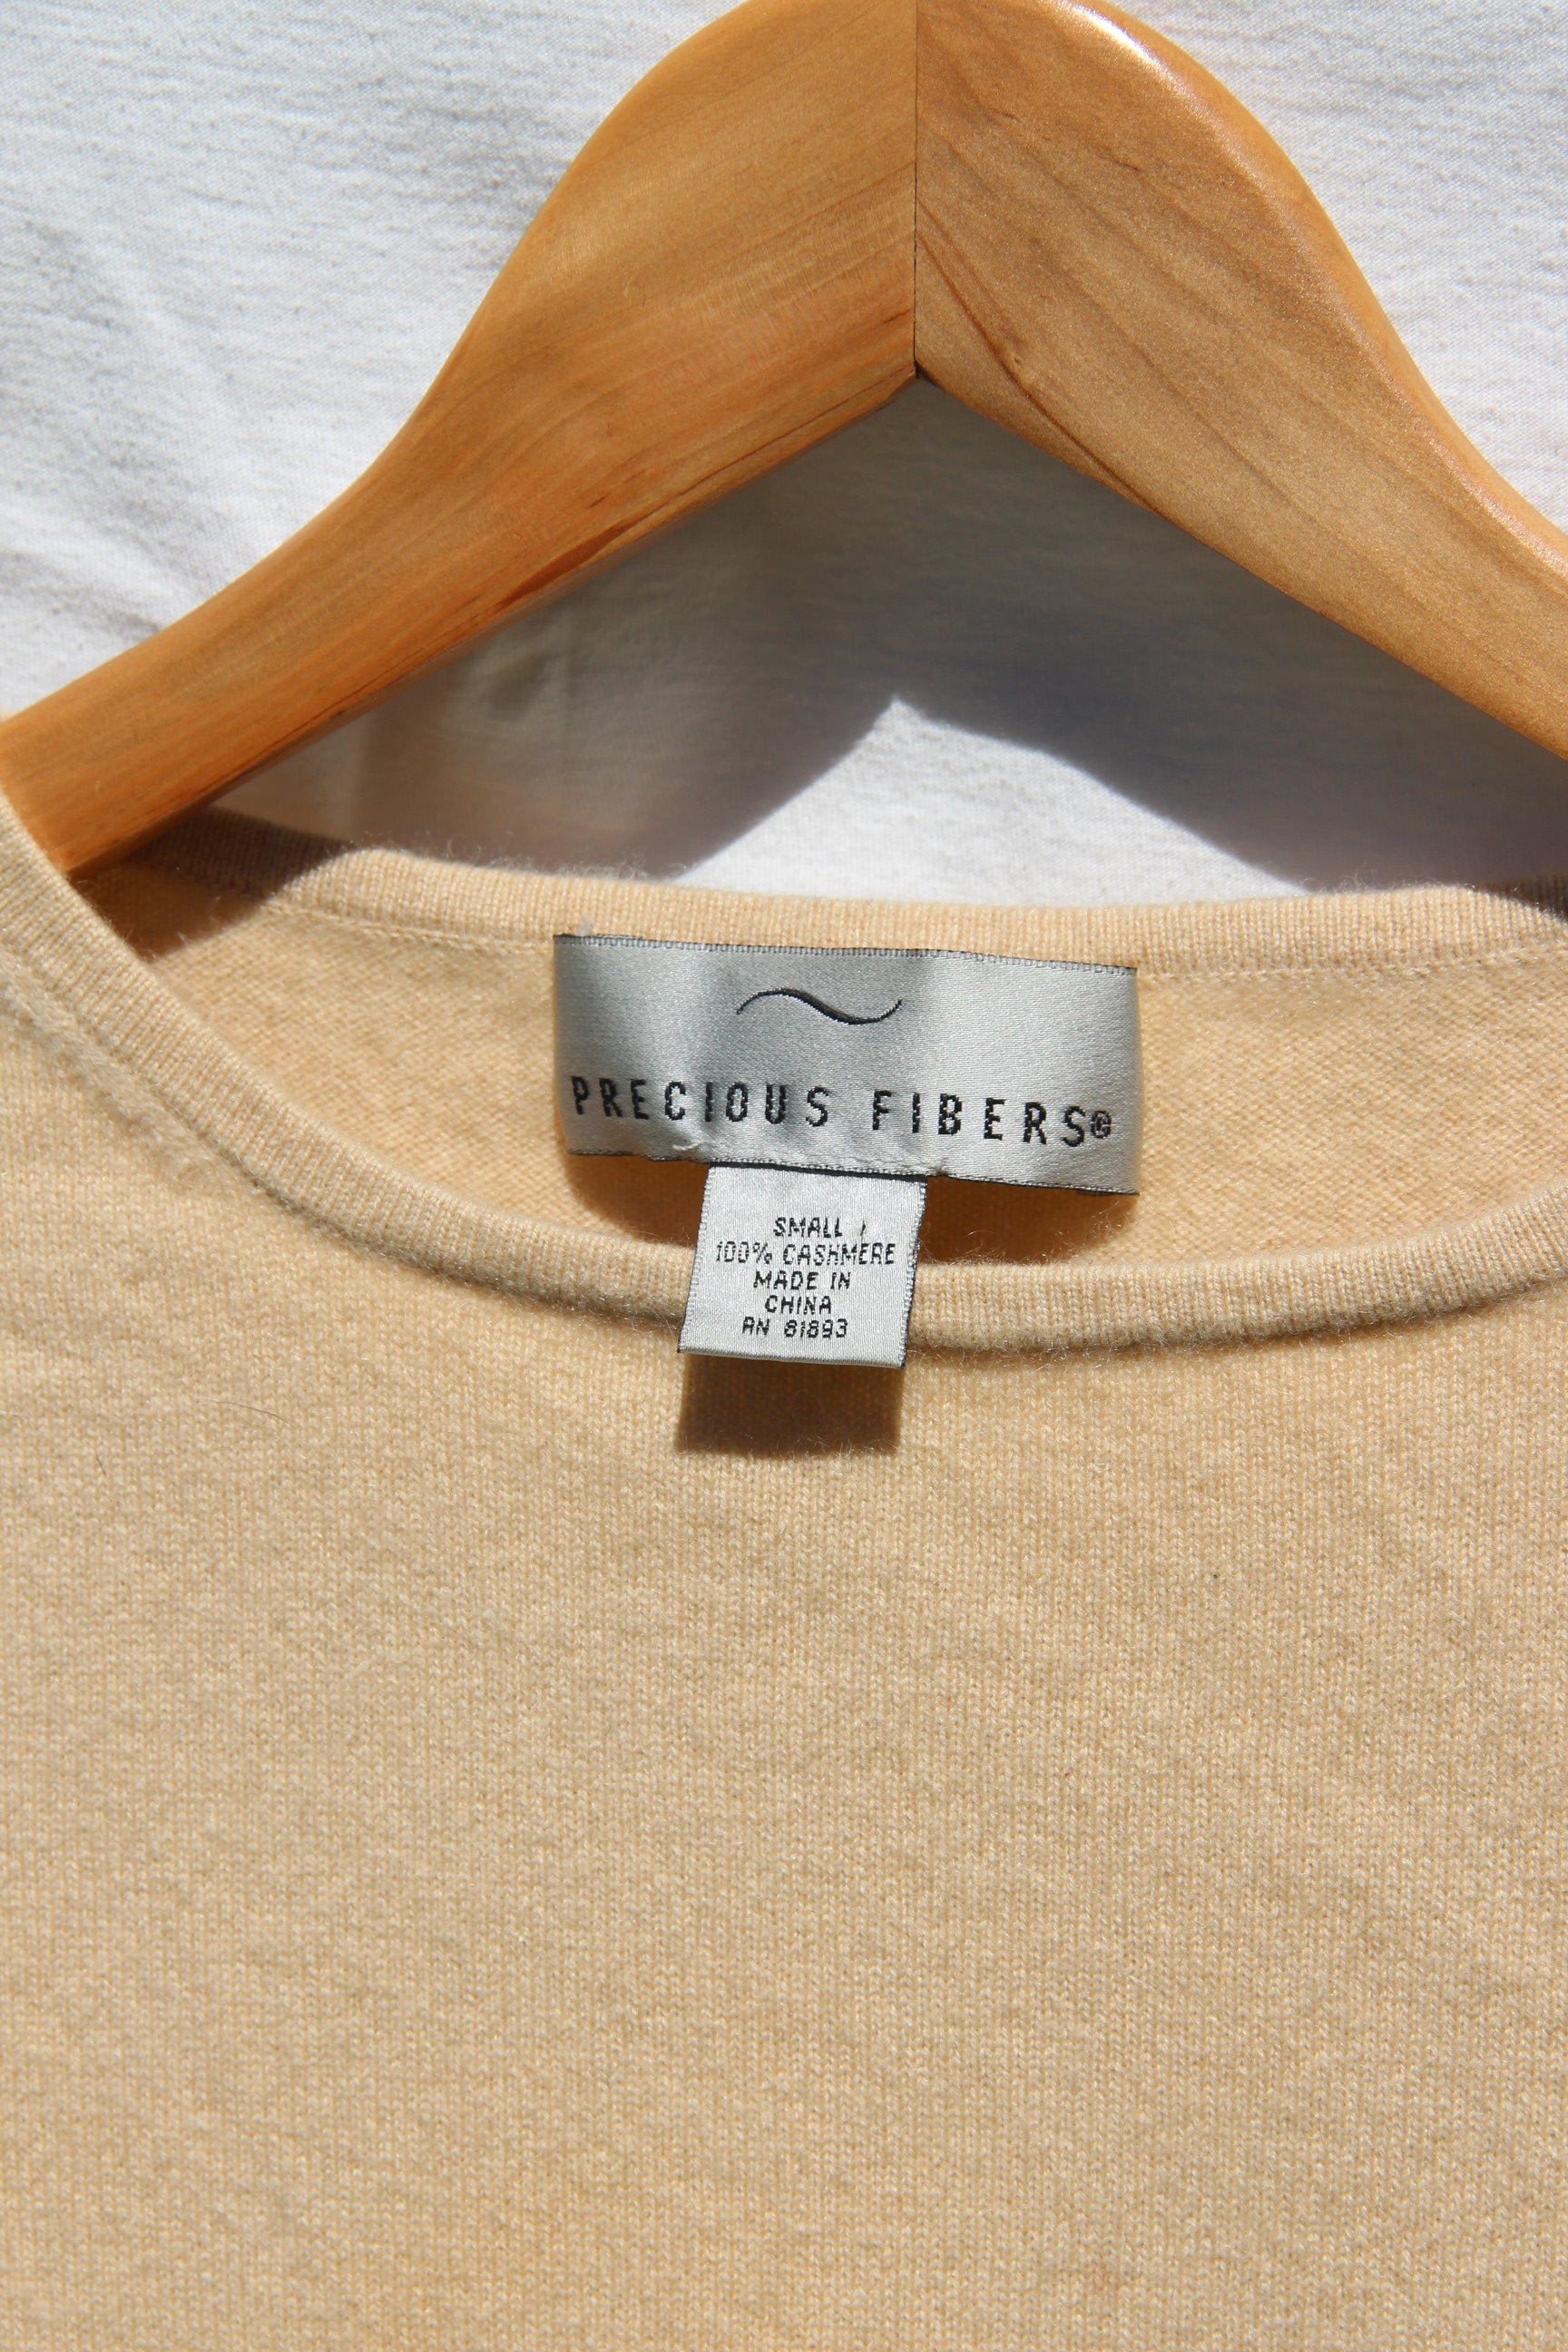 PRECIOUS FIBERS®
SMALL
100% CASHMERE
MADE IN
CHINA
RN 81893